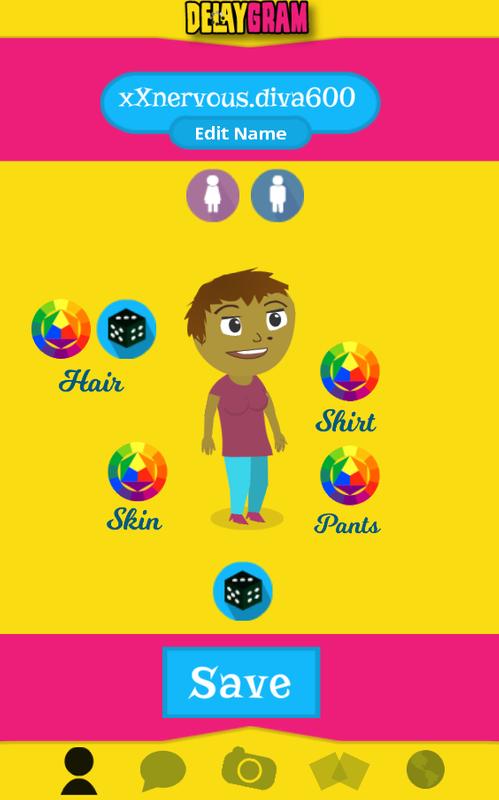 DELAYGRAM
xXnervous.diva600
Edit Name
Hair
Shirt
Skin
Pants
Save